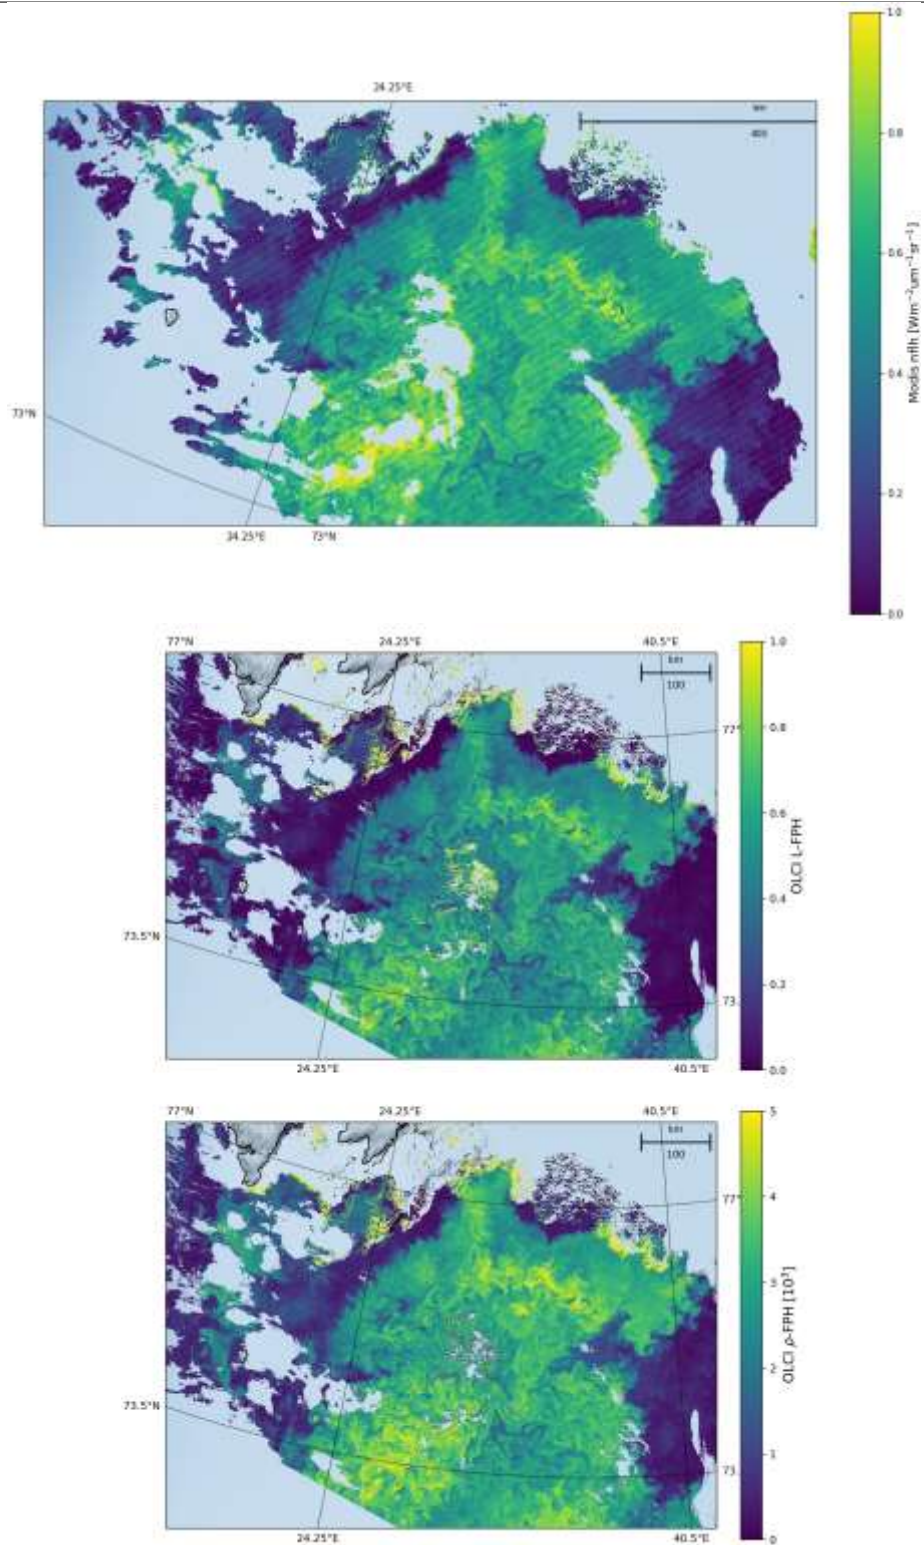 24.25°E
1.0
km
400
0.8
Modis nflh [Wm⁻²um⁻¹sr⁻¹]
0.6
0.4
73°N
0.2
34.25°E
73°N
0.0
77°N
24.25°E
40.5°E
1.0
km
100
77°
0.8
OLCI L-FPH
0.6
0.4
73.5°N
0.2
73.
24.25°E
40.5°E
0.0
77°N
24.25°E
40.5°E
5
km
100
77°
4
OLCI ρ-FPH [10³]
3
2
73.5°N
1
73.
24.25°E
40.5°E
0